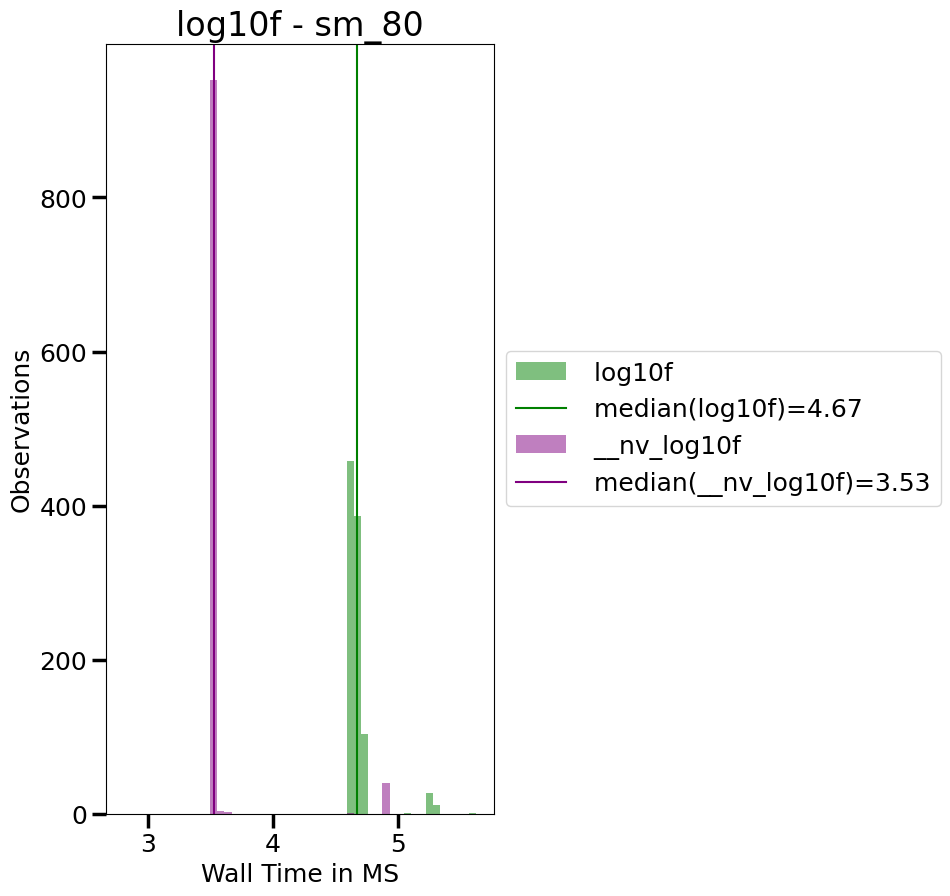 log10f - sm_80
800
600
400
200
0
Observations
3 4 5
Wall Time in MS
log10f
median(log10f)=4.67
__nv_log10f
median(__nv_log10f)=3.53